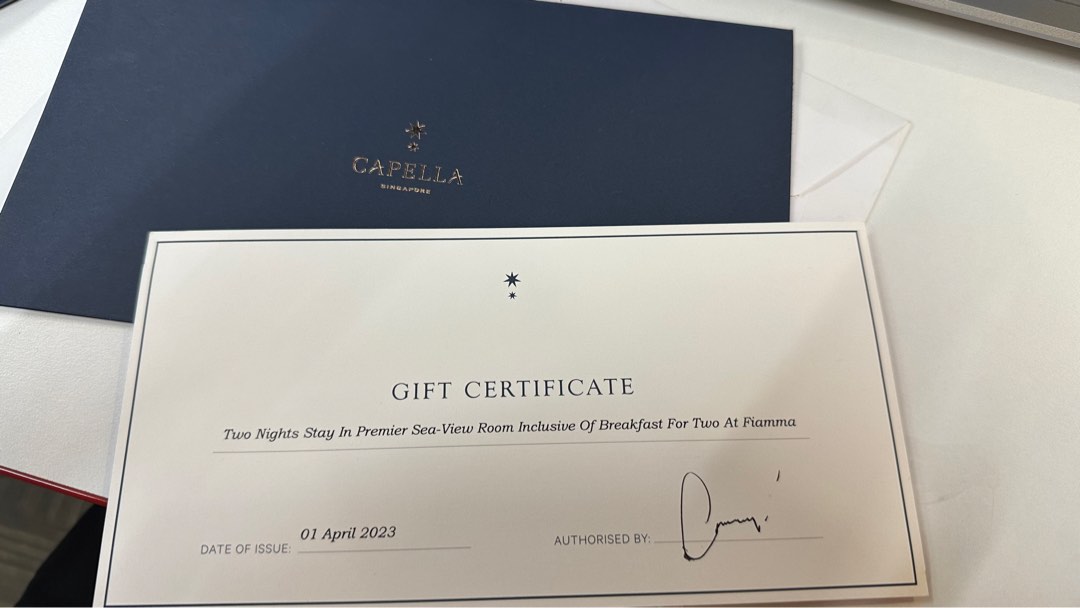 CAPELLA
SINGAPORE
GIFT CERTIFICATE
Two Nights Stay In Premier Sea-View Room Inclusive Of Breakfast For Two At Fiamma
DATE OF ISSUE: 01 April 2023
AUTHORISED BY: